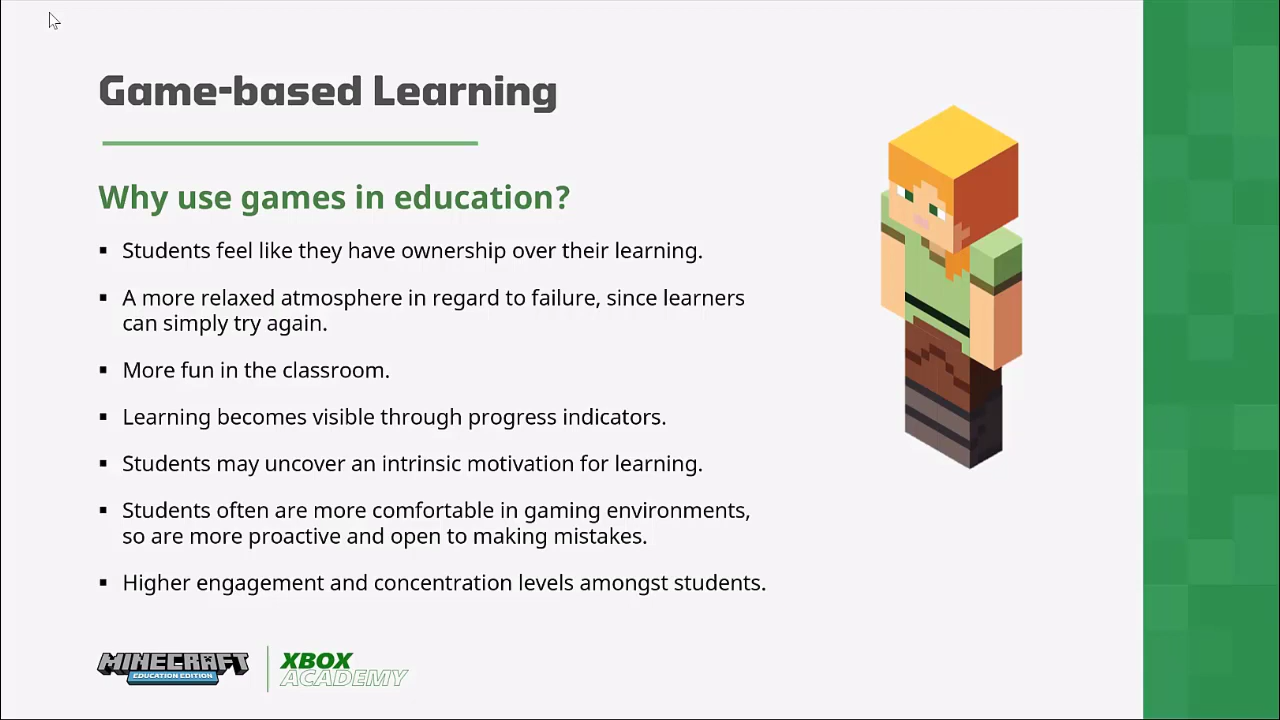 Game-based Learning
Why use games in education?
▪ Students feel like they have ownership over their learning.
▪ A more relaxed atmosphere in regard to failure, since learners
can simply try again.
▪ More fun in the classroom.
▪ Learning becomes visible through progress indicators.
▪ Students may uncover an intrinsic motivation for learning.
▪ Students often are more comfortable in gaming environments,
so are more proactive and open to making mistakes.
▪ Higher engagement and concentration levels amongst students.
MINECRAFT
EDUCATION EDITION
XBOX
ACADEMY